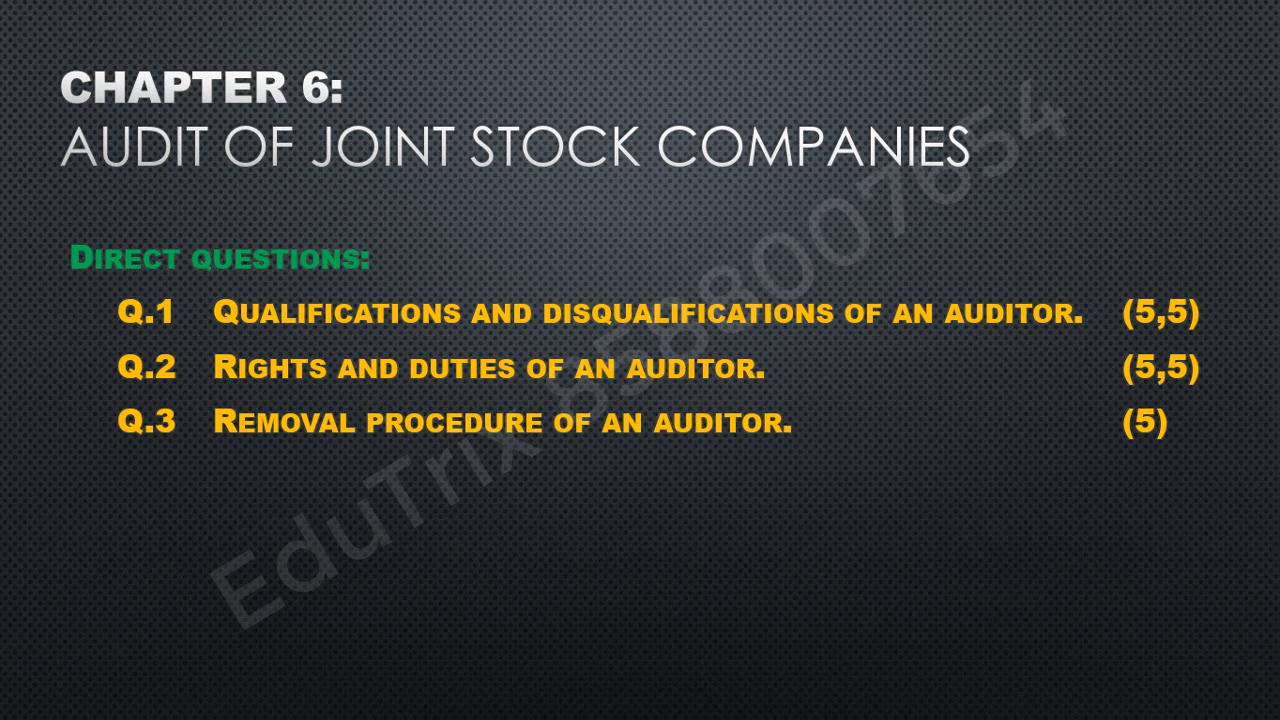 CHAPTER 6:
AUDIT OF JOINT STOCK COMPANIES
DIRECT QUESTIONS:
Q.1 QUALIFICATIONS AND DISQUALIFICATIONS OF AN AUDITOR. (5,5)
Q.2 RIGHTS AND DUTIES OF AN AUDITOR. (5,5)
Q.3 REMOVAL PROCEDURE OF AN AUDITOR. (5)
EduTrix